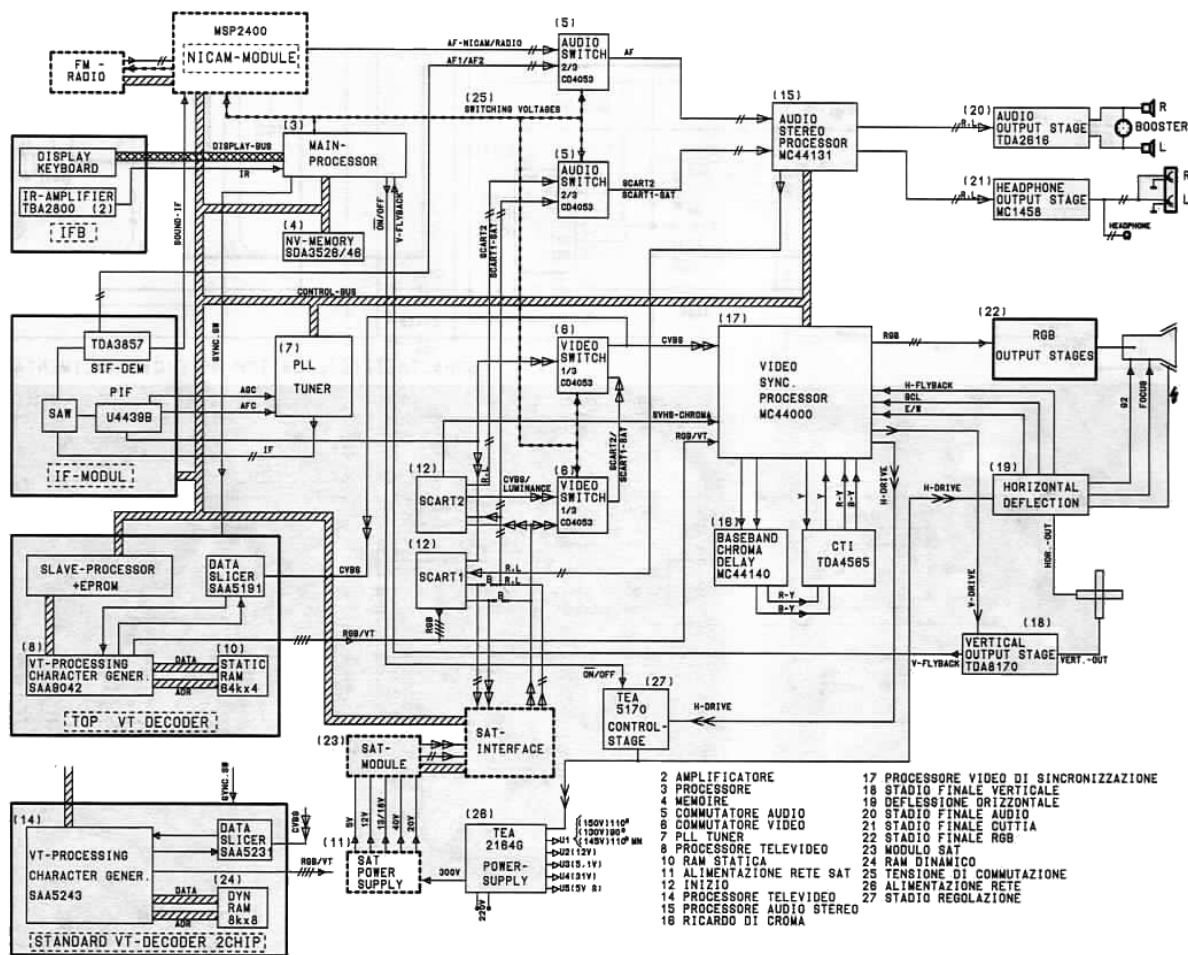 MSP2400
NICAM-MODULE
FM-
RADIO
AF-NICAM/RADIO
AF1/AF2
(5)
AUDIO
SWITCH
2/3
CD4053
AF
(25)
SWITCHING VOLTAGES
(3)
MAIN-
PROCESSOR
DISPLAY-BUS
IR
DISPLAY
KEYBOARD
IR-AMPLIFIER
TBA2800 (2)
IFB
SOUND-IF
(4)
NV-MEMORY
SDA3526/46
ON/OFF
V-FLYBACK
(5)
AUDIO
SWITCH
2/3
CD4053
SCART2
SCART1-SAT
SCART2
SCART1-SAT
(15)
AUDIO
STEREO
PROCESSOR
MC44131
R.L
(20)
AUDIO
OUTPUT STAGE
TDA2616
R
BOOSTER
L
R.L
(21)
HEADPHONE
OUTPUT STAGE
MC1458
R
L
HEADPHONE
CONTROL-BUS
SYNC.SW
TDA3857
SIF-DEM
PIF
SAW
U4439B
IF-MODUL
AGC
AFC
IF
(7)
PLL
TUNER
(6)
VIDEO
SWITCH
1/3
CD4053
CVBS
SCART2/
SCART1-SAT
(6)
VIDEO
SWITCH
1/3
CD4053
SVHS-CHROMA
RGB/VT
(17)
VIDEO
SYNC.
PROCESSOR
MC44000
RGB
(22)
RGB
OUTPUT STAGES
G2
FOCUS
H-FLYBACK
BCL
E/W
H-DRIVE
H-DRIVE
V-DRIVE
(19)
HORIZONTAL
DEFLECTION
HOR.-OUT
(12)
SCART2
R.L
CVBS/
LUMINANCE
(12)
SCART1
R.L
B
R.L
B
RGB
(16)
BASEBAND
CHROMA
DELAY
MC44140
Y
Y
R-Y
B-Y
CTI
TDA4565
R-Y
B-Y
(18)
VERTICAL
OUTPUT STAGE
TDA8170
V-FLYBACK
VERT.-OUT
SLAVE-PROCESSOR
+EPROM
DATA
SLICER
SAA5191
CVBS
RGB/VT
(8)
VT-PROCESSING
CHARACTER GENER.
SAA9042
DATA
ADR
(10)
STATIC
RAM
64kx4
TOP VT DECODER
ON/OFF
(27)
TEA
5170
CONTROL-
STAGE
H-DRIVE
(23)
SAT-
MODULE
SAT-
INTERFACE
5V
12V
13/18V
40V
20V
(11)
SAT
POWER
SUPPLY
300V
(26)
TEA
2164G
POWER-
SUPPLY
220V
U1
(150V)110°
(130V)90°
(145V)110° MN
U2(12V)
U3(5.1V)
U4(31V)
SYNC.SW
(14)
VT-
PROCESSING
CHARACTER GENER.
SAA5243
DATA
SLICER
SAA5231
CVBS
RGB/VT
(24)
DATA
ADR
DYN
RAM
8kx8
STANDARD VT-DECODER 2CHIP
2 AMPLIFICATORE
3 PROCESSORE
4 MEMOIRE
5 COMMUTATORE AUDIO
6 COMMUTATORE VIDEO
7 PLL TUNER
8 PROCESSORE TELEVIDEO
10 RAM STATICA
11 ALIMENTAZIONE RETE SAT
12 INIZIO
14 PROCESSORE TELEVIDEO
15 PROCESSORE AUDIO STEREO
16 RICARDO DI CROMA
17 PROCESSORE VIDEO DI SINCRONIZZAZIONE
18 STADIO FINALE VERTICALE
19 DEFLESSIONE ORIZZONTALE
20 STADIO FINALE AUDIO
21 STADIO FINALE CUTTIA
22 STADIO FINALE RGB
23 MODULO SAT
24 RAM DINAMICO
25 TENSIONE DI COMMUTAZIONE
26 ALIMENTAZIONE RETE
27 STADIO REGOLAZIONE